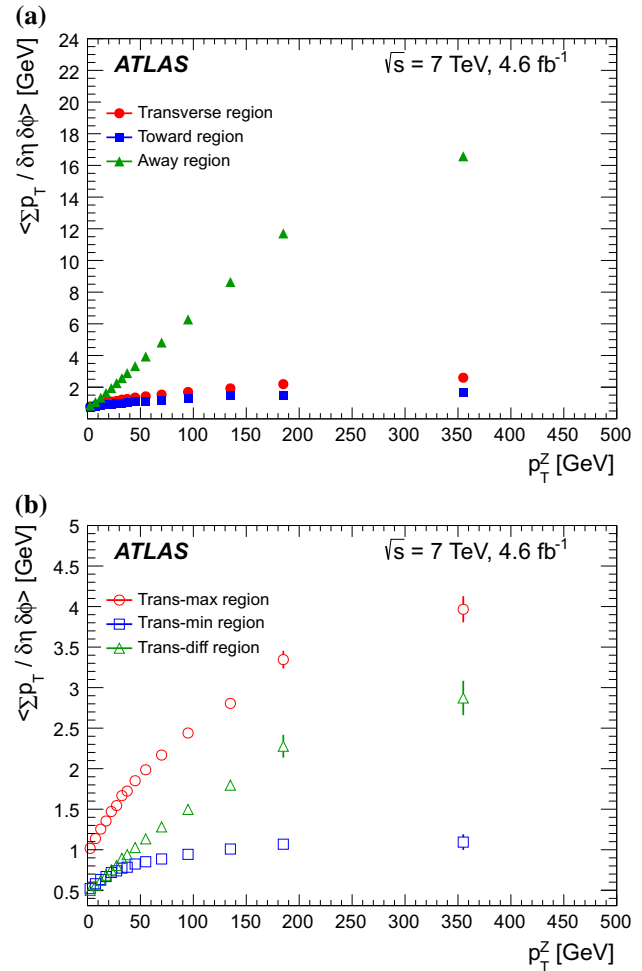 (a)
24
22
20
18
16
14
12
10
8
6
4
2
<Σp_T / δη δϕ> [GeV]
ATLAS
√s = 7 TeV, 4.6 fb⁻¹
Transverse region
Toward region
Away region
0 50 100 150 200 250 300 350 400 450 500
p_T^Z [GeV]
(b)
5
4.5
4
3.5
3
2.5
2
1.5
1
0.5
<Σp_T / δη δϕ> [GeV]
ATLAS
√s = 7 TeV, 4.6 fb⁻¹
Trans-max region
Trans-min region
Trans-diff region
0 50 100 150 200 250 300 350 400 450 500
p_T^Z [GeV]